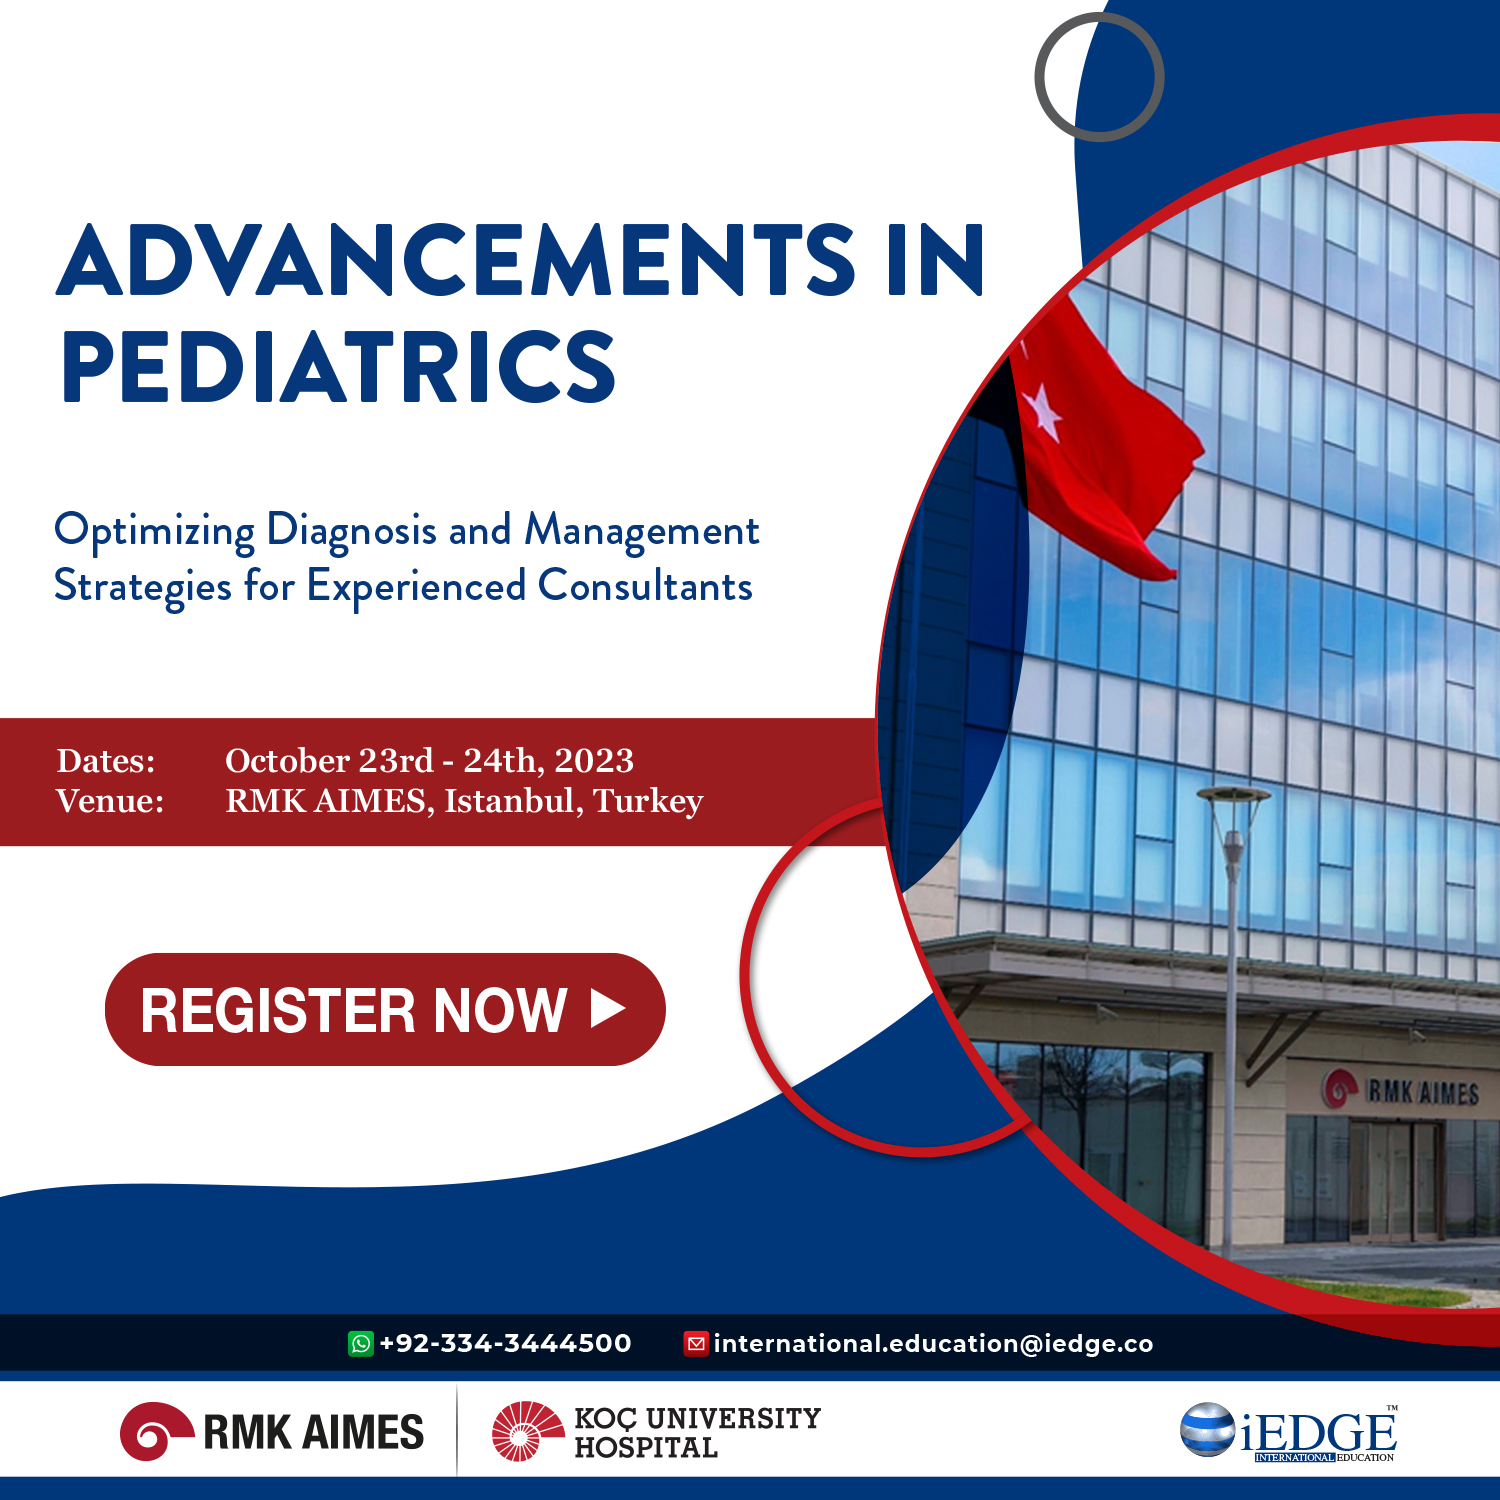 ADVANCEMENTS IN
PEDIATRICS
Optimizing Diagnosis and Management
Strategies for Experienced Consultants
Dates: October 23rd - 24th, 2023
Venue: RMK AIMES, Istanbul, Turkey
REGISTER NOW
RMK AIMES
+92-334-3444500 international.education@iedge.co
RMK AIMES
KOÇ UNIVERSITY
HOSPITAL
iEDGE™
INTERNATIONAL EDUCATION